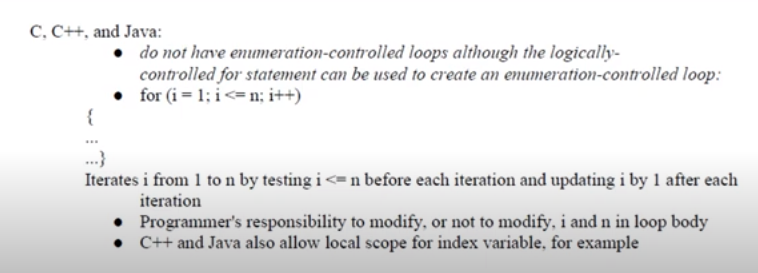 C, C++, and Java:
• do not have enumeration-controlled loops although the logically-
controlled for statement can be used to create an enumeration-controlled loop:
• for (i = 1; i <= n; i++)
{
...
...}
Iterates i from 1 to n by testing i <= n before each iteration and updating i by 1 after each
iteration
• Programmer's responsibility to modify, or not to modify, i and n in loop body
• C++ and Java also allow local scope for index variable, for example